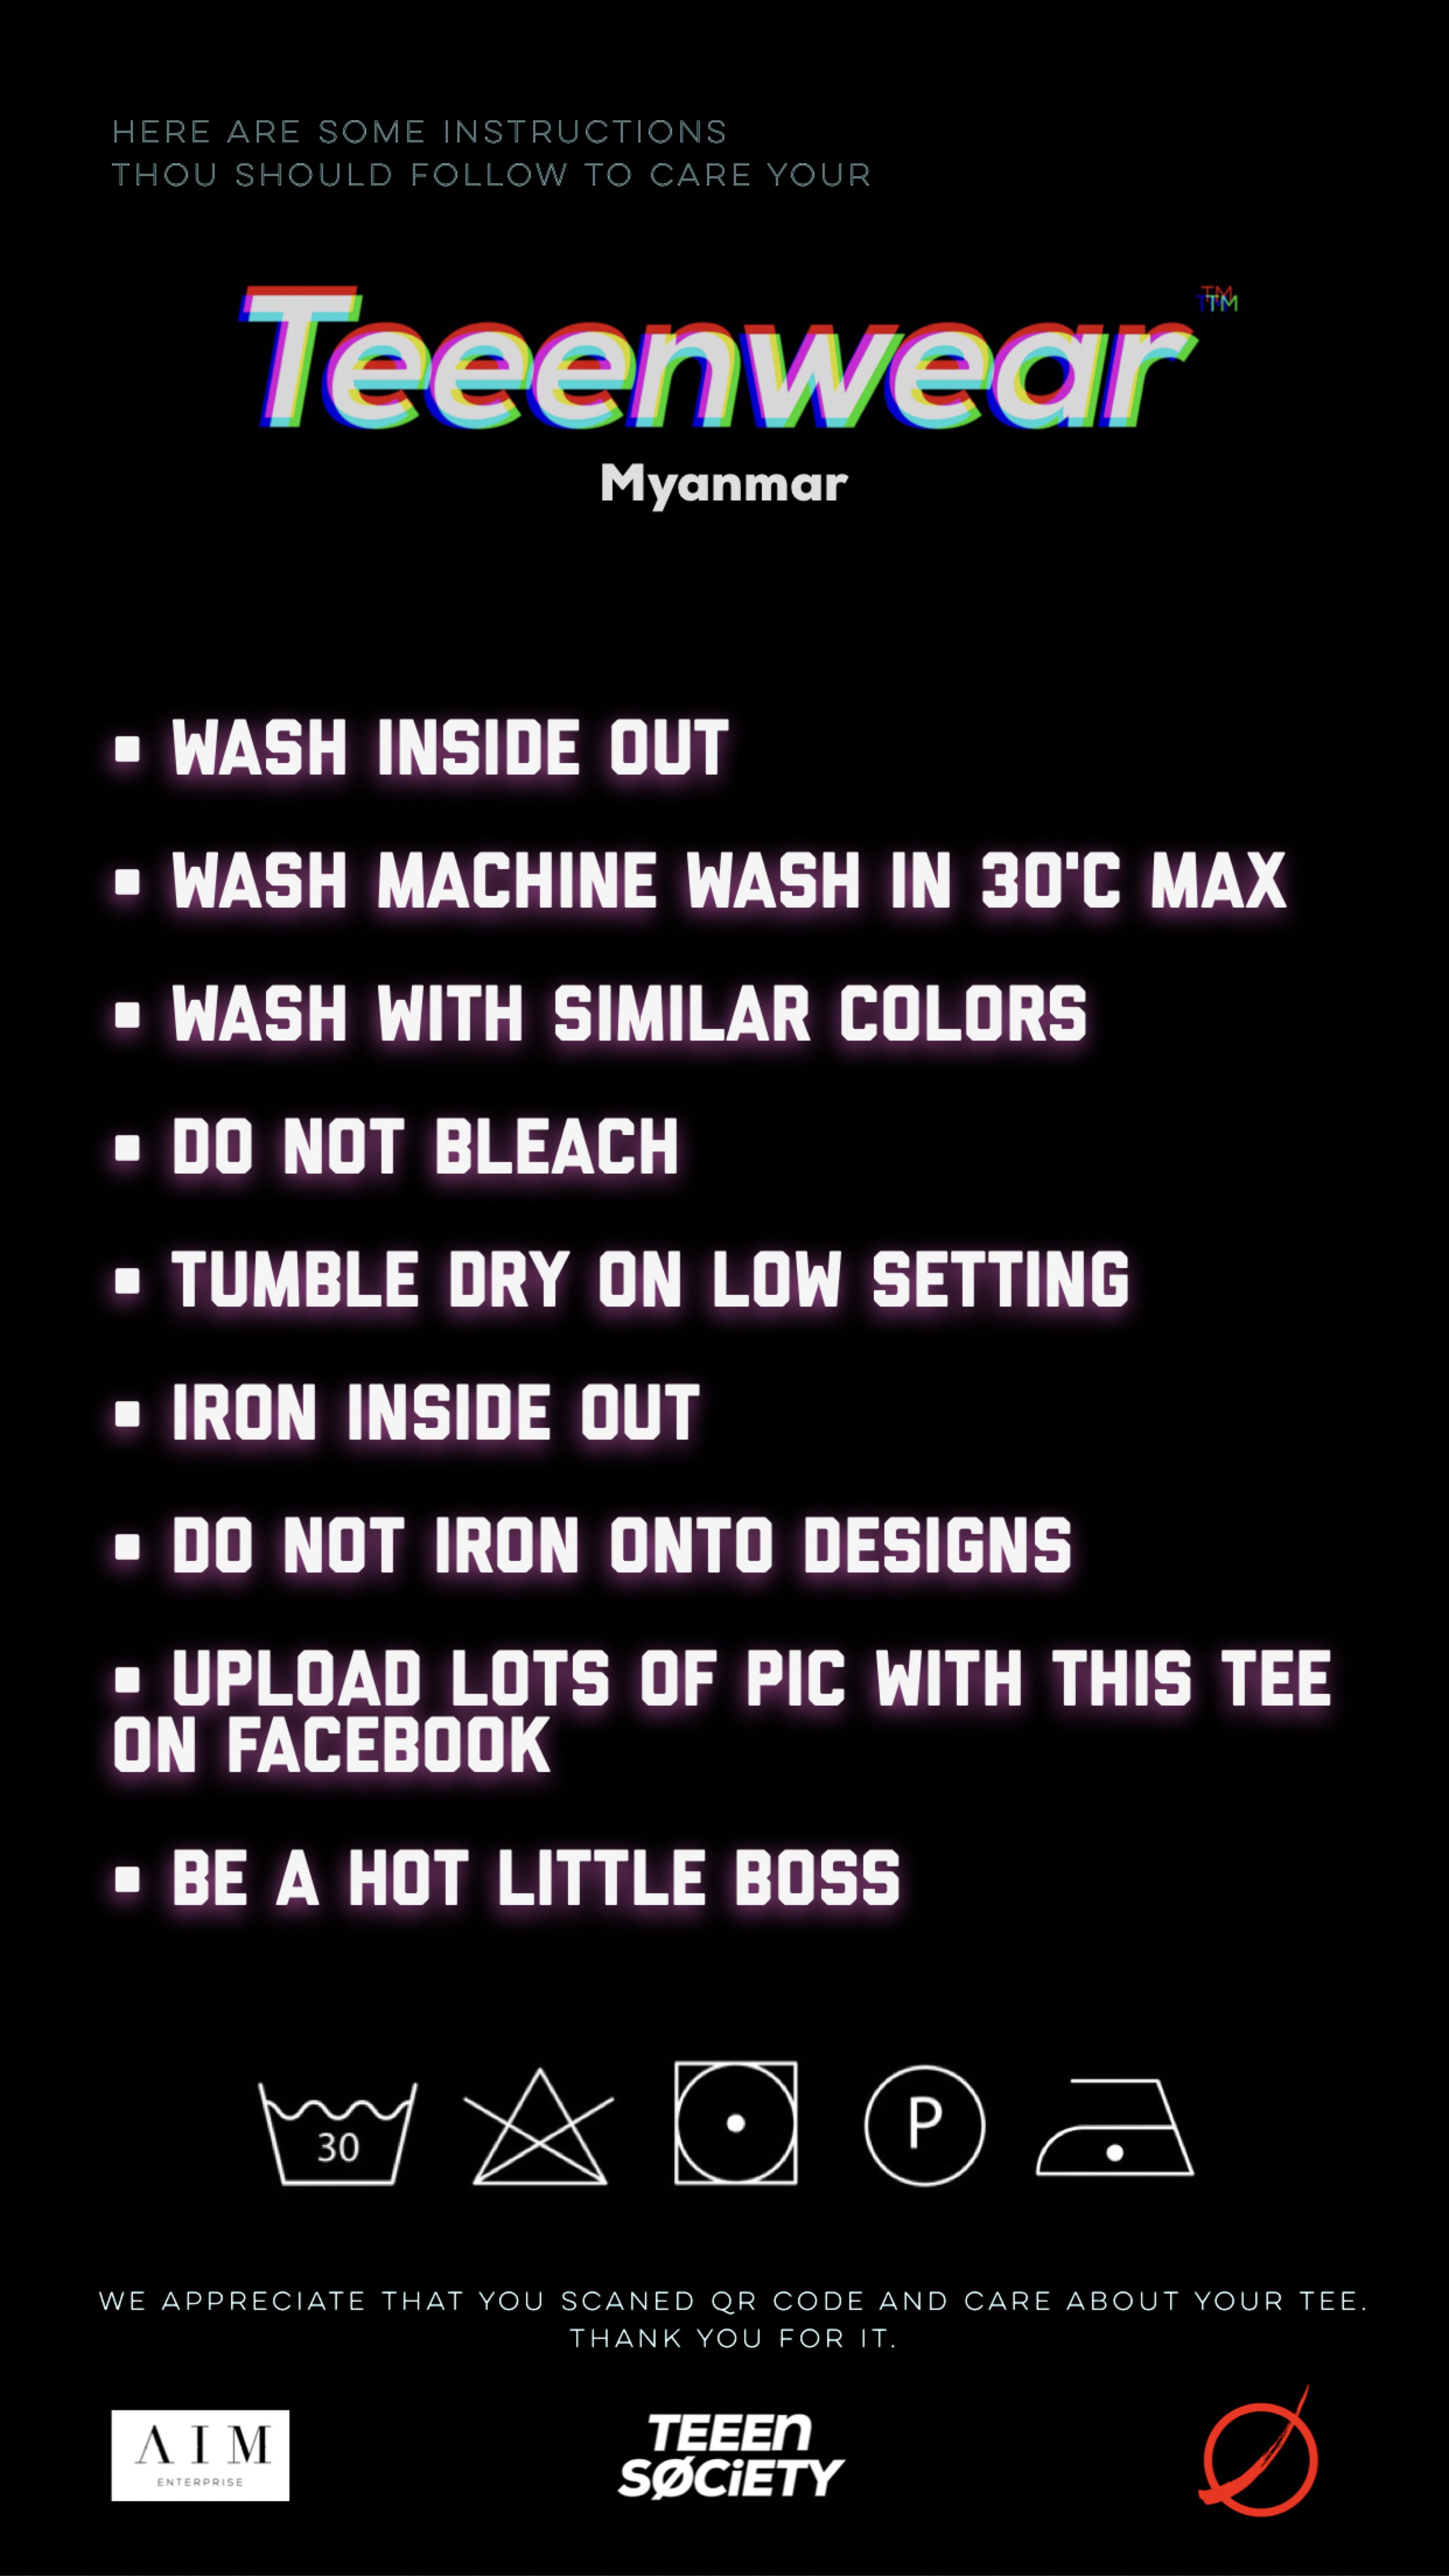 HERE ARE SOME INSTRUCTIONS
THOU SHOULD FOLLOW TO CARE YOUR
Teeenwear™
Myanmar
▪ WASH INSIDE OUT
▪ WASH MACHINE WASH IN 30'C MAX
▪ WASH WITH SIMILAR COLORS
▪ DO NOT BLEACH
▪ TUMBLE DRY ON LOW SETTING
▪ IRON INSIDE OUT
▪ DO NOT IRON ONTO DESIGNS
▪ UPLOAD LOTS OF PIC WITH THIS TEE
ON FACEBOOK
▪ BE A HOT LITTLE BOSS
30
P
WE APPRECIATE THAT YOU SCANED QR CODE AND CARE ABOUT YOUR TEE.
THANK YOU FOR IT.
AIM
ENTERPRISE
TEEEn
SØCiETY